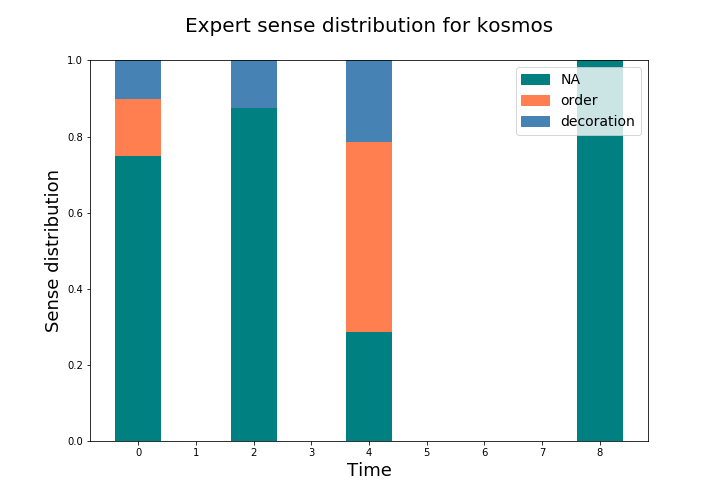 Expert sense distribution for kosmos
1.0
0.8
0.6
0.4
0.2
0.0
Sense distribution
NA
order
decoration
0 1 2 3 4 5 6 7 8
Time